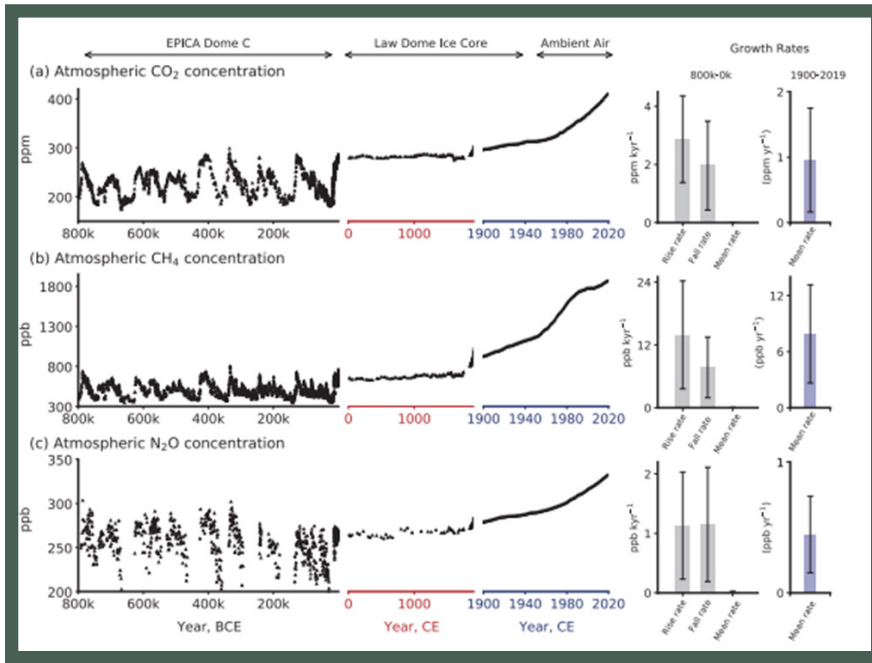 EPICA Dome C Law Dome Ice Core Ambient Air Growth Rates
(a) Atmospheric CO₂ concentration 800k-0k 1900-2019
400
300
200
ppm
800k 600k 400k 200k 0 1000 1900 1940 1980 2020
4
2
0
ppm kyr⁻¹
Rise rate Fall rate Mean rate
2
1
0
(ppm yr⁻¹)
Mean rate
(b) Atmospheric CH₄ concentration
1800
1300
800
300
ppb
800k 600k 400k 200k 0 1000 1900 1940 1980 2020
24
12
0
ppb kyr⁻¹
Rise rate Fall rate Mean rate
12
6
0
(ppb yr⁻¹)
Mean rate
(c) Atmospheric N₂O concentration
350
300
250
200
ppb
800k 600k 400k 200k 0 1000 1900 1940 1980 2020
Year, BCE Year, CE Year, CE
2
1
0
ppb kyr⁻¹
Rise rate Fall rate Mean rate
1
0
(ppb yr⁻¹)
Mean rate